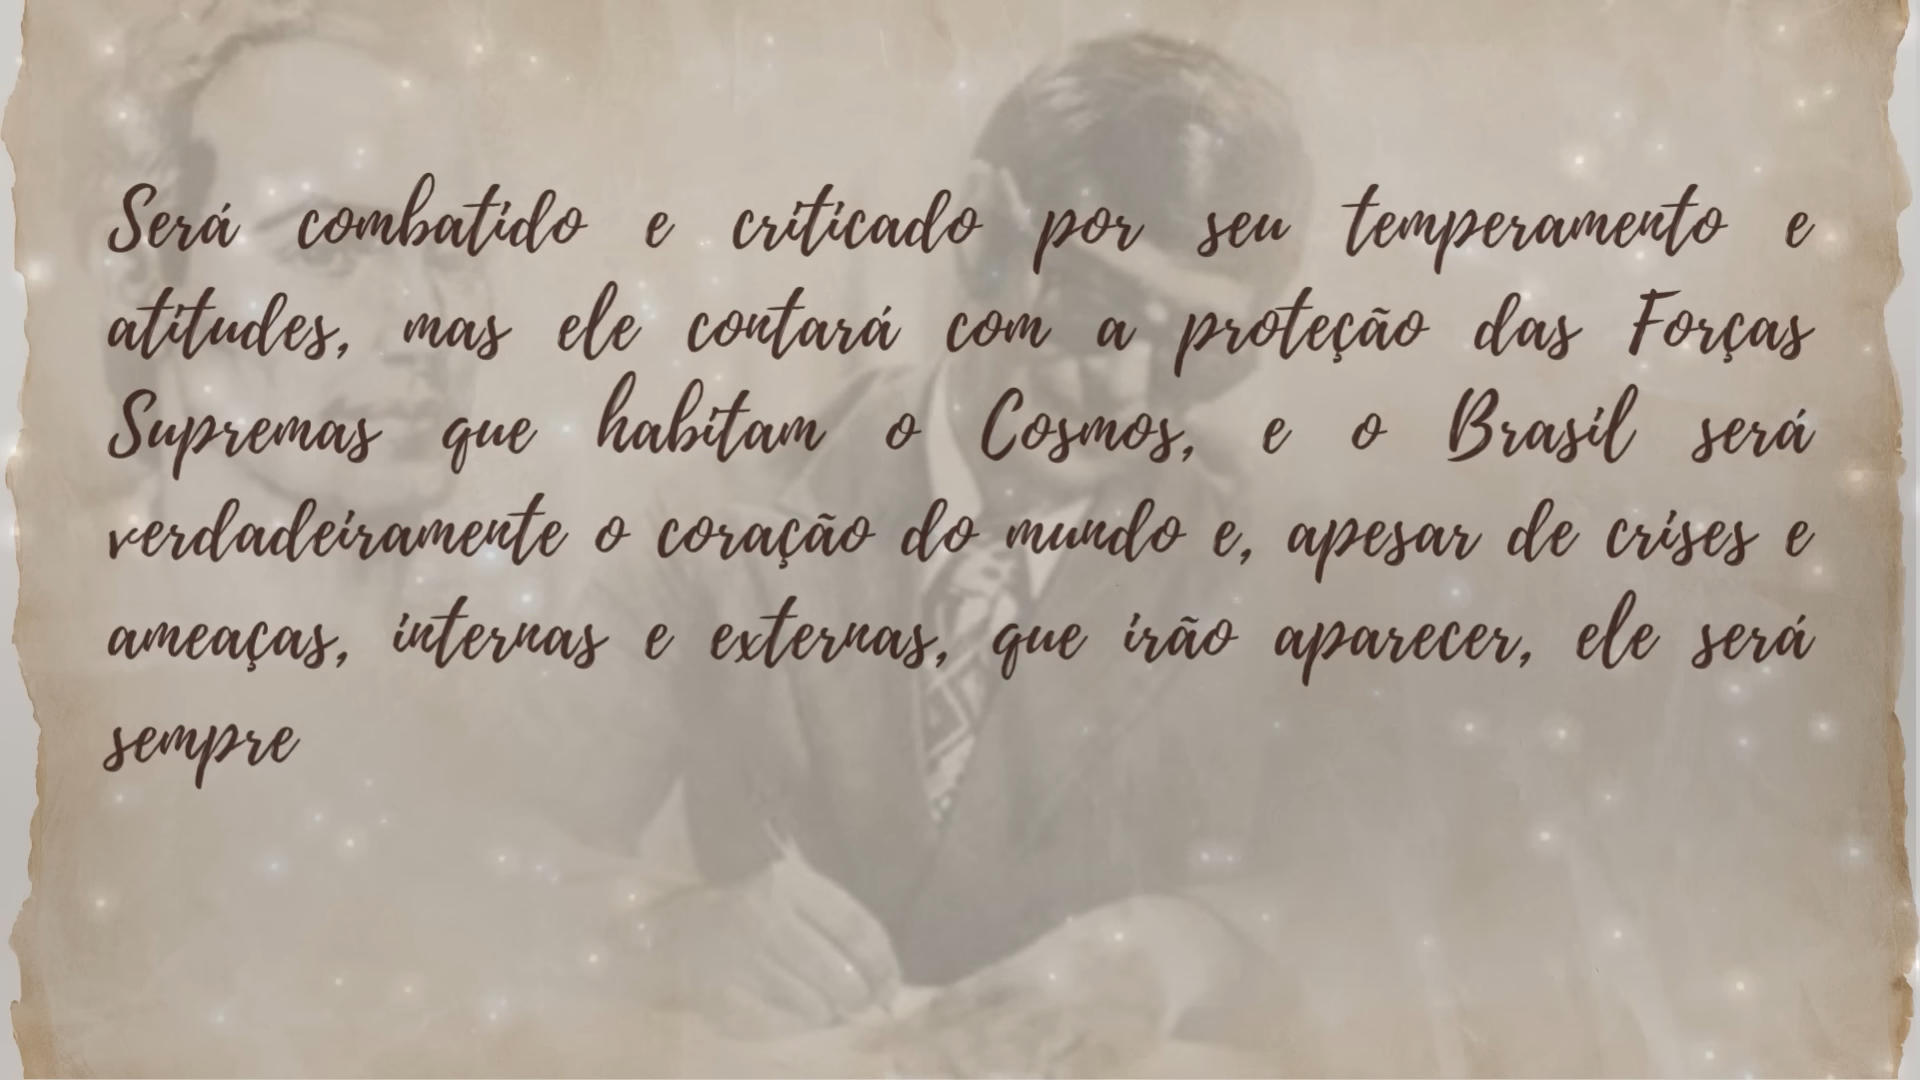 Será combatido e criticado por seu temperamento e
atitudes, mas ele contará com a proteção das Forças
Supremas que habitam o Cosmos, e o Brasil será
verdadeiramente o coração do mundo e, apesar de crises e
ameaças, internas e externas, que irão aparecer, ele será
sempre